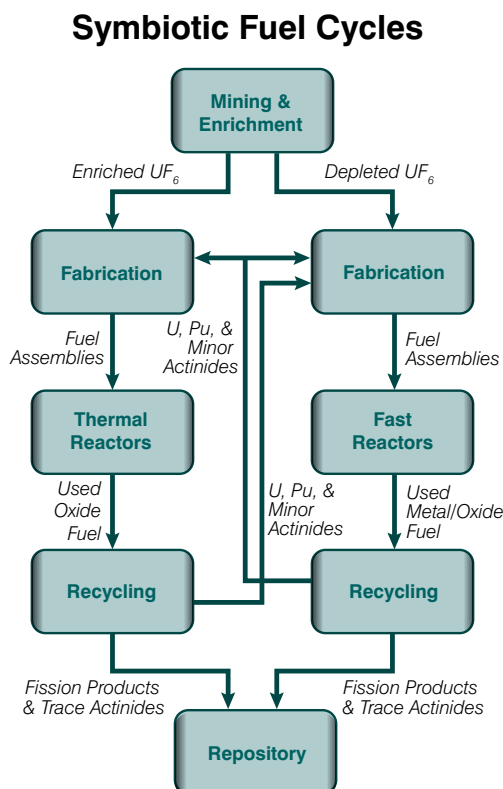 Symbiotic Fuel Cycles
Mining &
Enrichment
Enriched UF6
Depleted UF6
Fabrication
Fabrication
Fuel
Assemblies
U, Pu, &
Minor
Actinides
Fuel
Assemblies
Thermal
Reactors
Fast
Reactors
Used
Oxide
Fuel
U, Pu, &
Minor
Actinides
Used
Metal/Oxide
Fuel
Recycling
Recycling
Fission Products
& Trace Actinides
Fission Products
& Trace Actinides
Repository